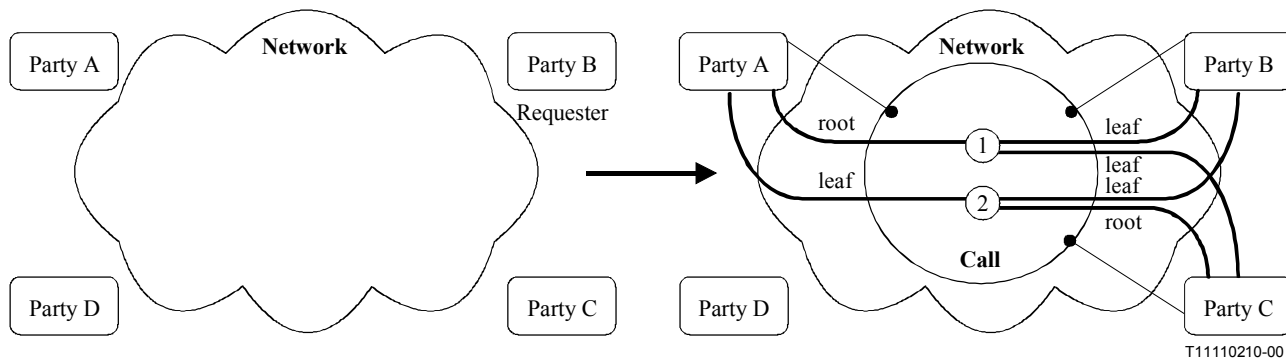 Network
Party A
Party B
Requester
Party D
Party C
Network
Party A
Party B
root
leaf
1
leaf
leaf
leaf
2
root
Call
Party D
Party C
T11110210-00